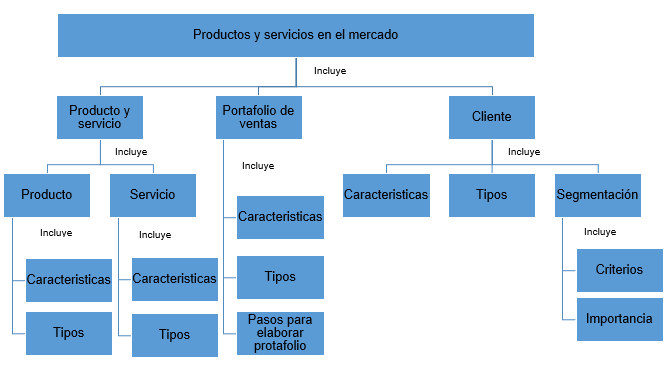 Productos y servicios en el mercado
Incluye
Producto y
servicio
Portafolio de
ventas
Cliente
Incluye
Incluye
Incluye
Producto
Servicio
Caracteristicas
Tipos
Segmentación
Incluye
Incluye
Incluye
Caracteristicas
Caracteristicas
Caracteristicas
Criterios
Tipos
Tipos
Tipos
Pasos para
elaborar
protafolio
Importancia